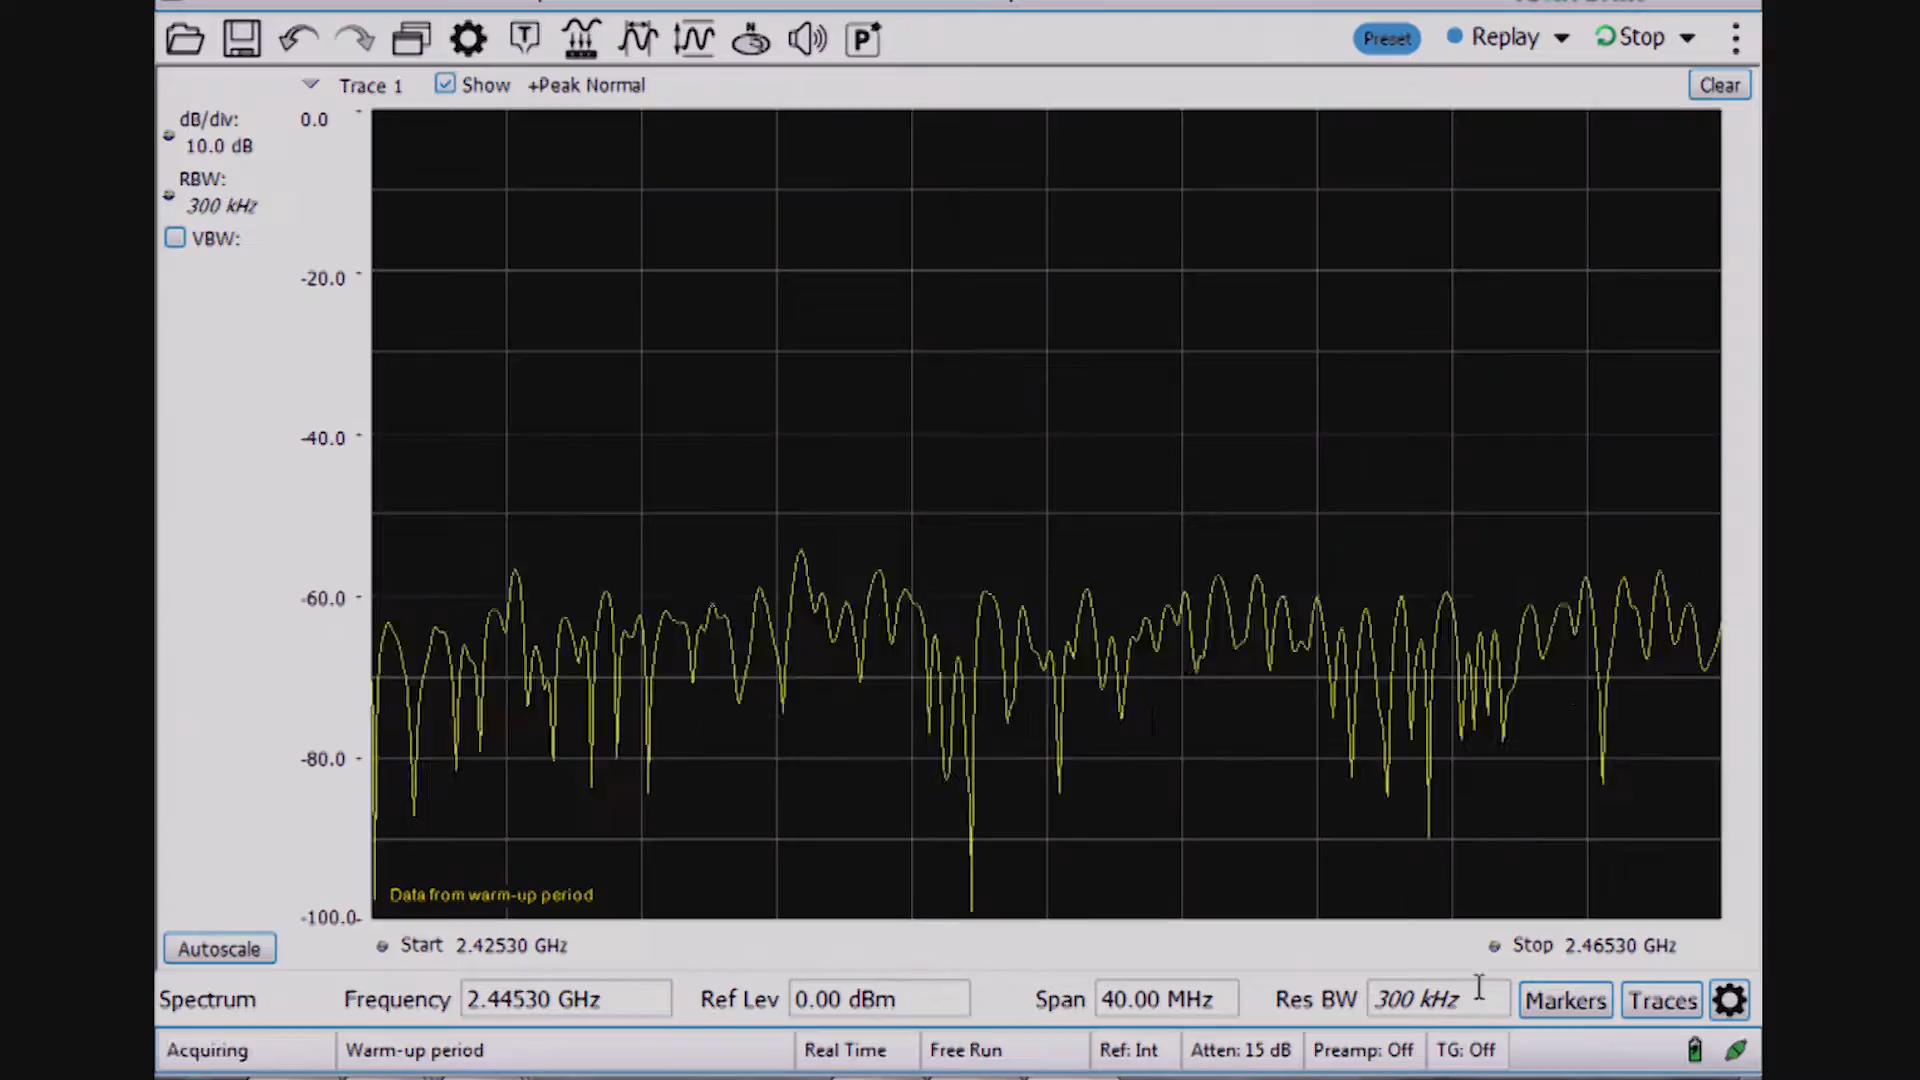 Preset Replay Stop
Trace 1 Show +Peak Normal Clear
dB/div:
10.0 dB
RBW:
300 kHz
VBW:
0.0
-20.0
-40.0
-60.0
-80.0
-100.0
Data from warm-up period
Autoscale Start 2.42530 GHz Stop 2.46530 GHz
Spectrum Frequency 2.44530 GHz Ref Lev 0.00 dBm Span 40.00 MHz Res BW 300 kHz Markers Traces
Acquiring Warm-up period Real Time Free Run Ref: Int Atten: 15 dB Preamp: Off TG: Off